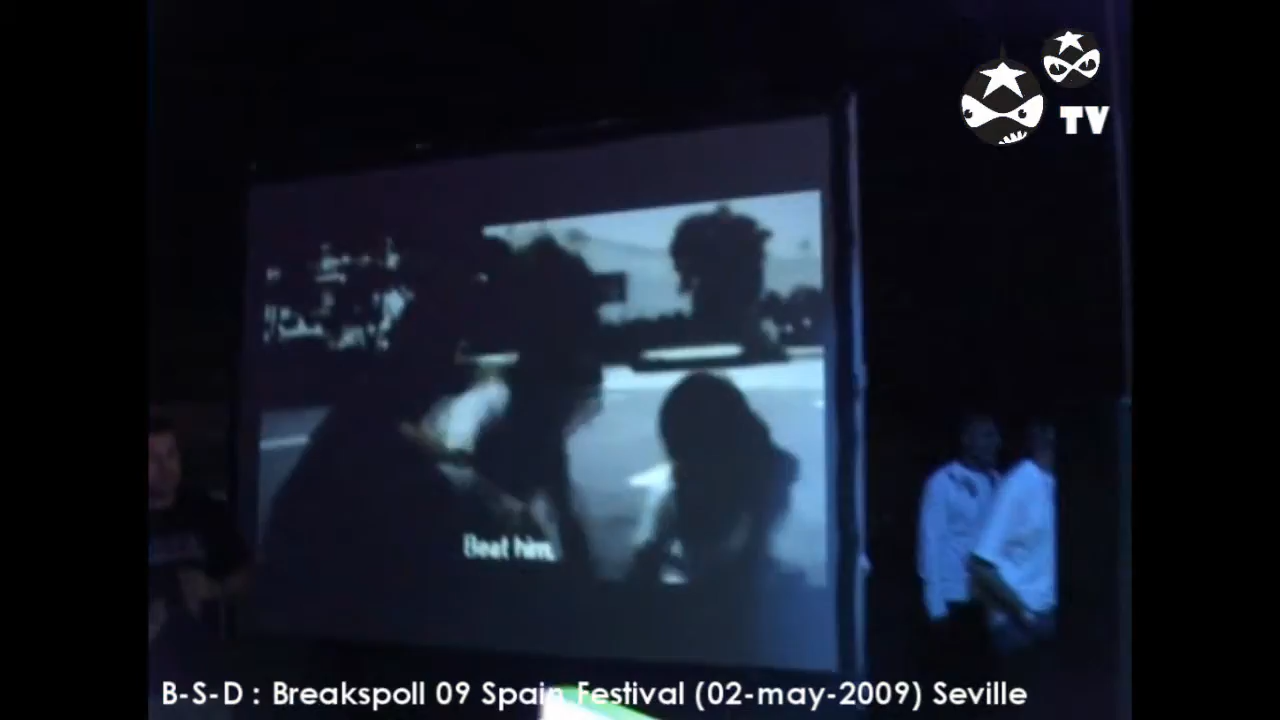 TV
Beat him.
B-S-D : Breakspoll 09 Spain Festival (02-may-2009) Seville